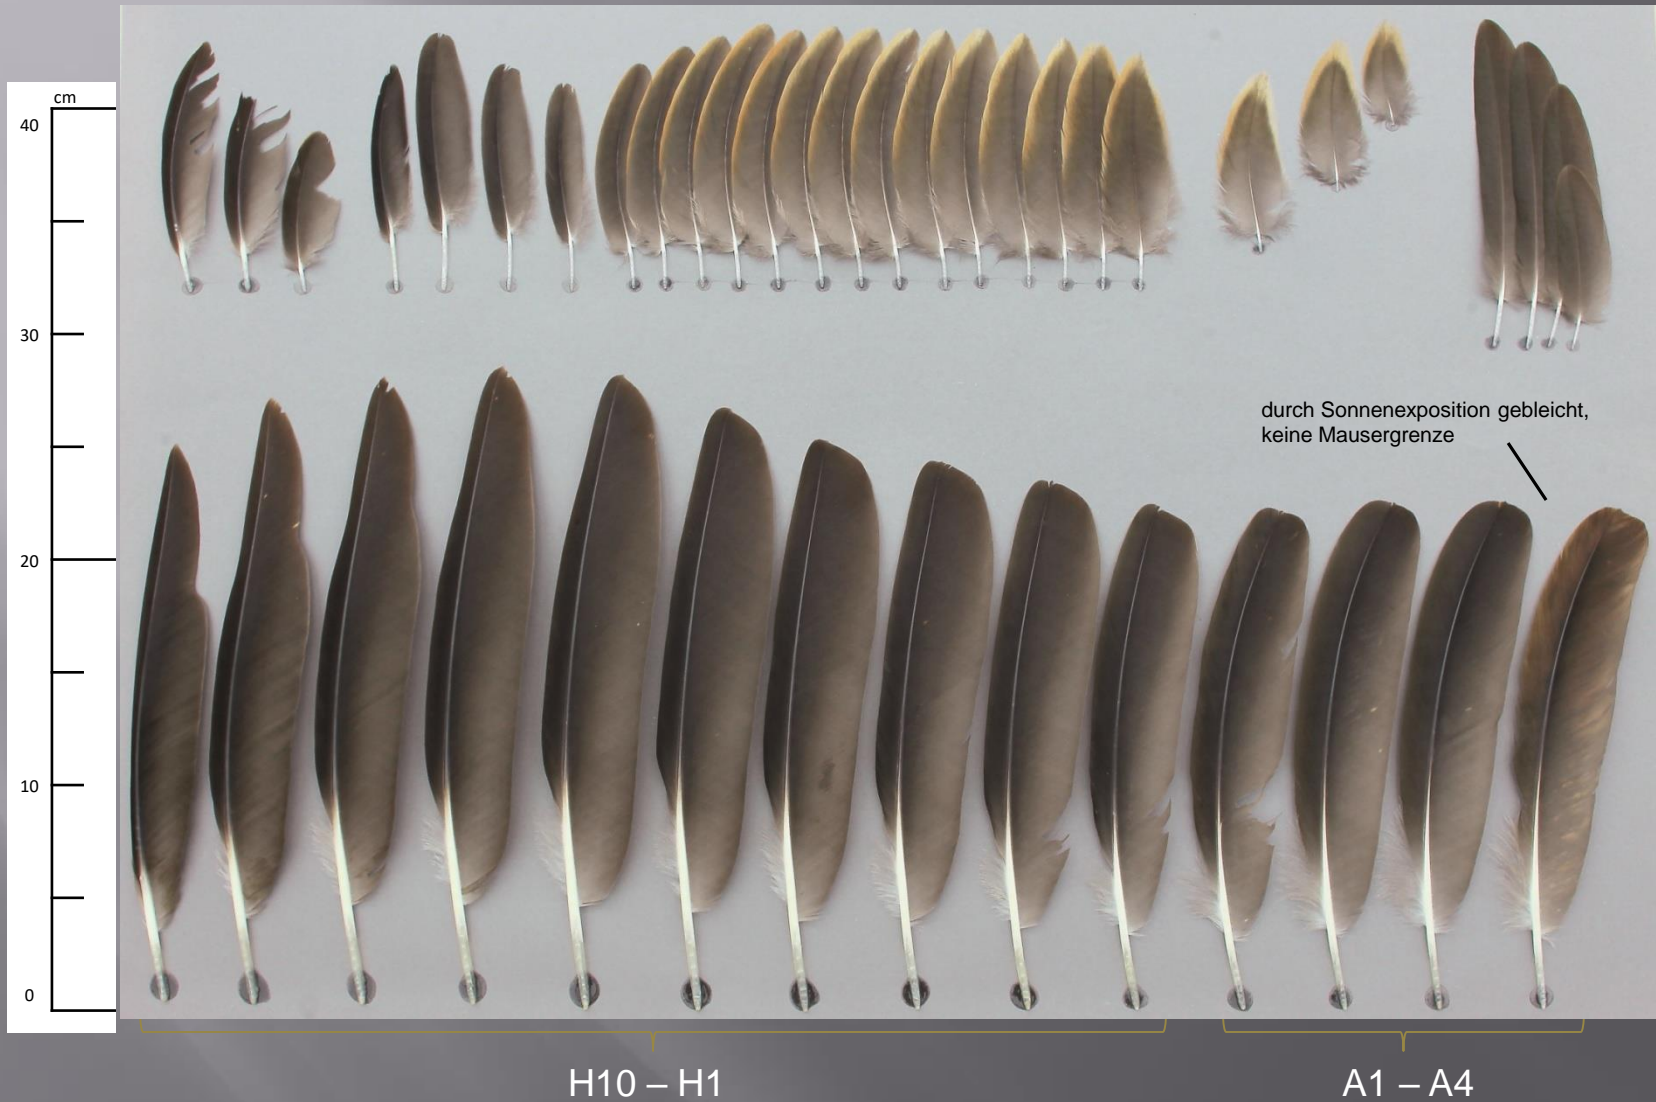 cm
40
30
20
10
0
durch Sonnenexposition gebleicht,
keine Mausergrenze
H10 – H1
A1 – A4